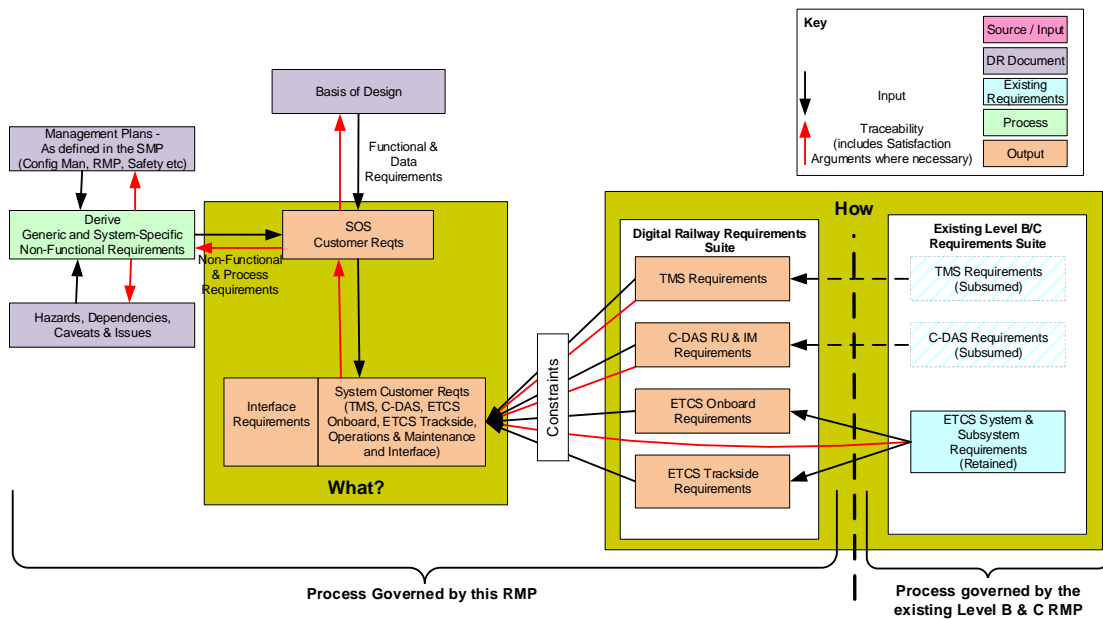 Key
Source / Input
DR Document
Existing
Requirements
Process
Output
Input
Traceability
(includes Satisfaction
Arguments where necessary)
Basis of Design
Management Plans -
As defined in the SMP
(Config Man, RMP, Safety etc)
Functional &
Data
Requirements
Derive
Generic and System-Specific
Non-Functional Requirements
SOS
Customer Reqts
Non-Functional
& Process
Requirements
Hazards, Dependencies,
Caveats & Issues
Interface
Requirements
System Customer Reqts
(TMS, C-DAS, ETCS
Onboard, ETCS Trackside,
Operations & Maintenance
and Interface)
What?
Constraints
How
Digital Railway Requirements
Suite
TMS Requirements
C-DAS RU & IM
Requirements
ETCS Onboard
Requirements
ETCS Trackside
Requirements
Existing Level B/C
Requirements Suite
TMS Requirements
(Subsumed)
C-DAS Requirements
(Subsumed)
ETCS System &
Subsystem
Requirements
(Retained)
Process Governed by this RMP
Process governed by the
existing Level B & C RMP